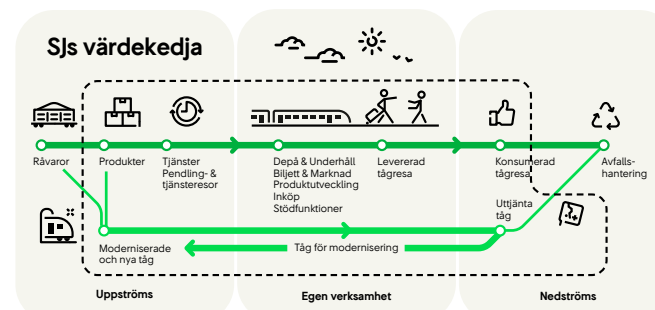 SJs värdekedja
Råvaror
Produkter
Tjänster
Pendling- &
tjänsteresor
Depå & Underhåll
Biljett & Marknad
Produktutveckling
Inköp
Stödfunktioner
Levererad
tågresa
Konsumerad
tågresa
Avfalls-
hantering
Uttjänta
tåg
Moderniserade
och nya tåg
Tåg för modernisering
Uppströms
Egen verksamhet
Nedströms